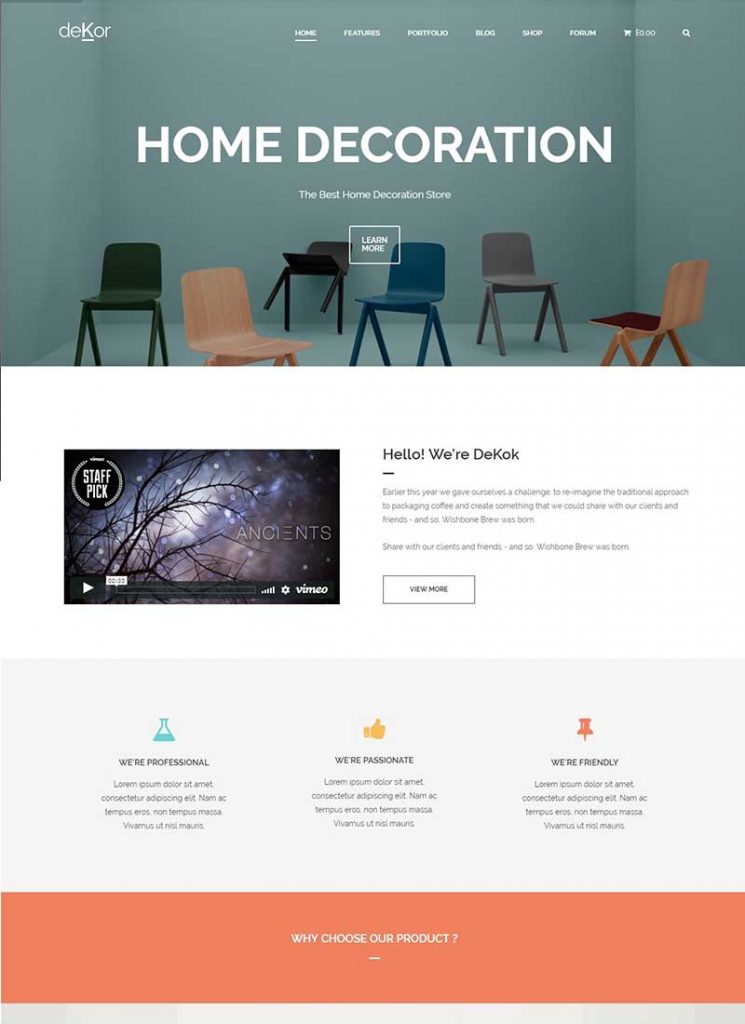 deKor
HOME FEATURES PORTFOLIO BLOG SHOP FORUM £0.00
HOME DECORATION
The Best Home Decoration Store
LEARN
MORE
vimeo
STAFF
PICK
ANCIENTS
02:33
vimeo
Hello! We're DeKok
Earlier this year we gave ourselves a challenge: to re-imagine the traditional approach
to packaging coffee and create something that we could share with our clients and
friends - and so, Wishbone Brew was born.
Share with our clients and friends - and so, Wishbone Brew was born.
VIEW MORE
WE'RE PROFESSIONAL
Lorem ipsum dolor sit amet,
consectetur adipiscing elit. Nam ac
tempus eros, non tempus massa.
Vivamus ut nisl mauris.
WE'RE PASSIONATE
Lorem ipsum dolor sit amet,
consectetur adipiscing elit. Nam ac
tempus eros, non tempus massa.
Vivamus ut nisl mauris.
WE'RE FRIENDLY
Lorem ipsum dolor sit amet,
consectetur adipiscing elit. Nam ac
tempus eros, non tempus massa.
Vivamus ut nisl mauris.
WHY CHOOSE OUR PRODUCT ?